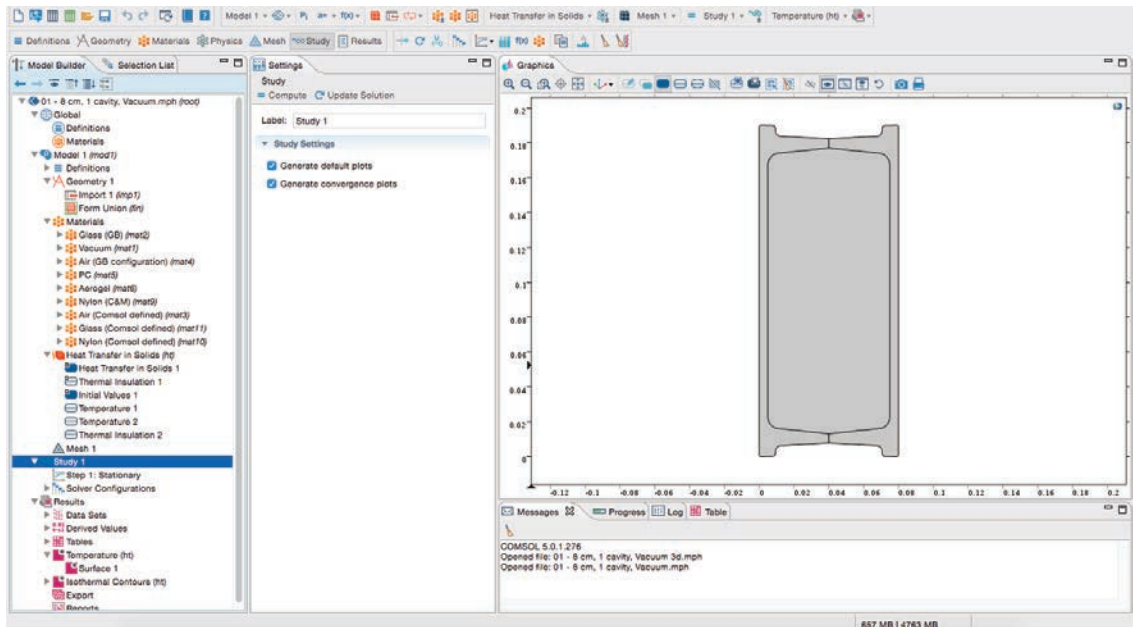 Model 1
Pi
a=
f(x)
Heat Transfer in Solids
Mesh 1
Study 1
Temperature (ht)
Definitions
Geometry
Materials
Physics
Mesh
Study
Results
Model Builder
Selection List
01 - 8 cm, 1 cavity, Vacuum.mph (root)
Global
Definitions
Materials
Model 1 (mod1)
Definitions
Geometry 1
Import 1 (imp1)
Form Union (fin)
Materials
Glass (GB) (mat2)
Vacuum (mat1)
Air (GB configuration) (mat4)
PC (mat5)
Aerogel (mat8)
Nylon (C&M) (mat9)
Air (Comsol defined) (mat3)
Glass (Comsol defined) (mat11)
Nylon (Comsol defined) (mat10)
Heat Transfer in Solids (ht)
Heat Transfer in Solids 1
Thermal Insulation 1
Initial Values 1
Temperature 1
Temperature 2
Thermal Insulation 2
Mesh 1
Study 1
Step 1: Stationary
Solver Configurations
Results
Data Sets
Derived Values
Tables
Temperature (ht)
Surface 1
Isothermal Contours (ht)
Export
Reports
Settings
Study
= Compute
Update Solution
Label: Study 1
Study Settings
Generate default plots
Generate convergence plots
Graphics
0.2
0.18
0.16
0.14
0.12
0.1
0.08
0.06
0.04
0.02
0
-0.12 -0.1 -0.08 -0.06 -0.04 -0.02 0 0.02 0.04 0.06 0.08 0.1 0.12 0.14 0.16 0.18 0.2
Messages
Progress
Log
Table
COMSOL 5.0.1.276
Opened file: 01 - 8 cm, 1 cavity, Vacuum 3d.mph
Opened file: 01 - 8 cm, 1 cavity, Vacuum.mph
657 MB | 4763 MB